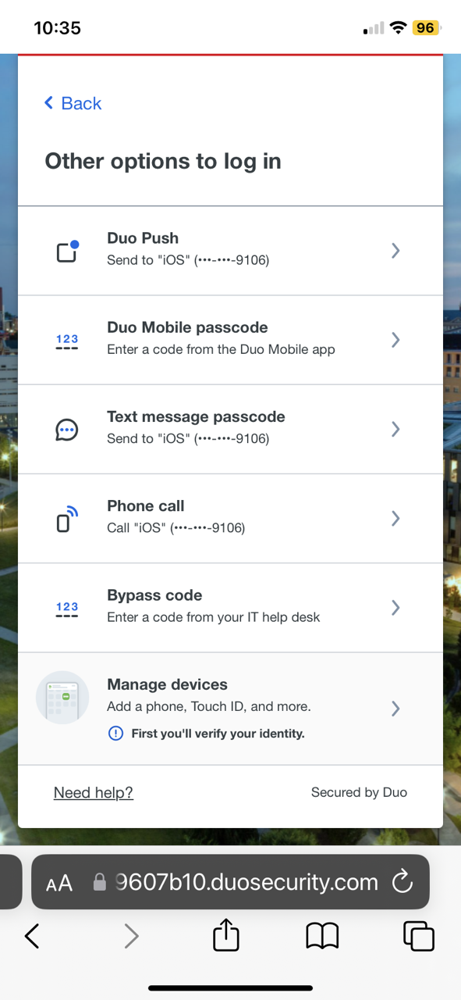 10:35
96
Back
Other options to log in
Duo Push
Send to "iOS" (•••-•••-9106)
123
Duo Mobile passcode
Enter a code from the Duo Mobile app
Text message passcode
Send to "iOS" (•••-•••-9106)
Phone call
Call "iOS" (•••-•••-9106)
123
Bypass code
Enter a code from your IT help desk
Manage devices
Add a phone, Touch ID, and more.
First you'll verify your identity.
Need help?
Secured by Duo
AA 9607b10.duosecurity.com